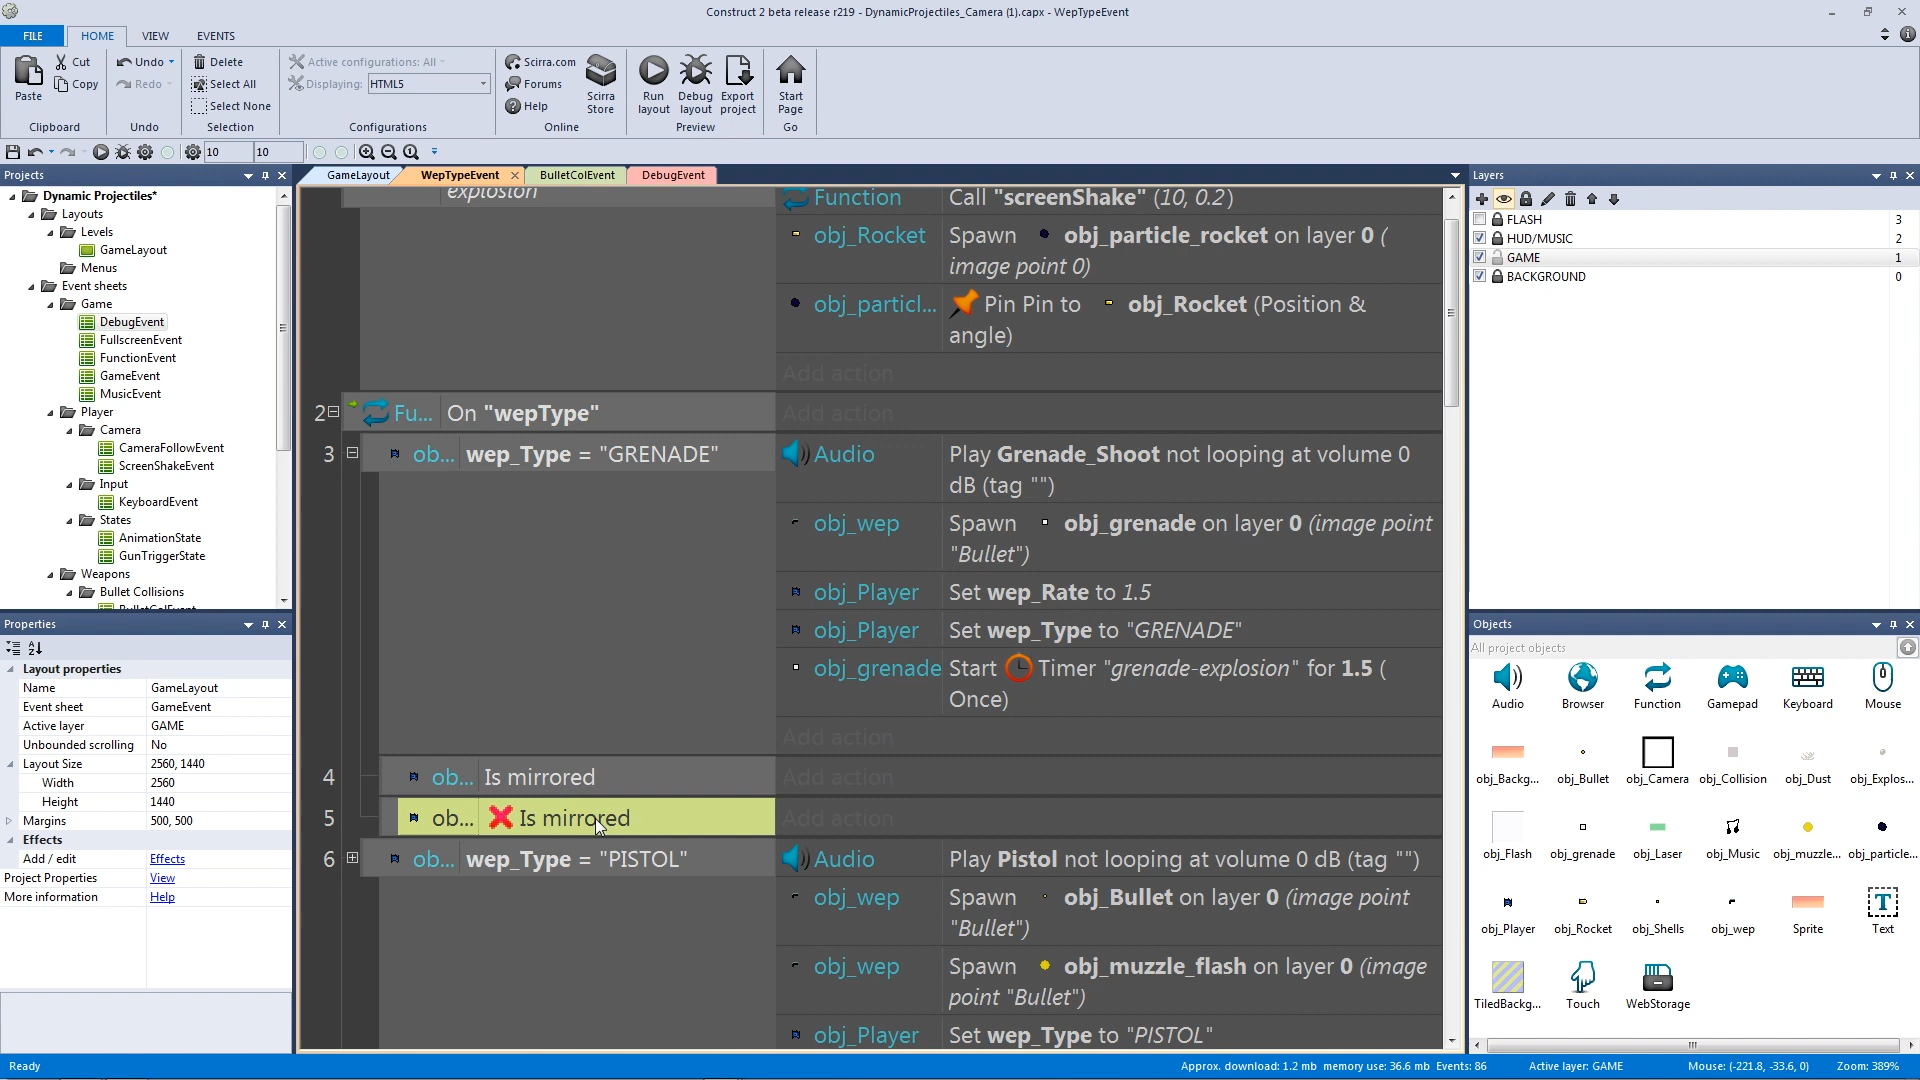 Construct 2 beta release r219 - DynamicProjectiles_Camera (1).capx - WepTypeEvent
FILE
HOME
VIEW
EVENTS
Paste
Cut
Copy
Clipboard
Undo
Redo
Undo
Delete
Select All
Select None
Selection
Active configurations: All
Displaying:
HTML5
Configurations
Scirra.com
Forums
Help
Scirra
Store
Online
Run
layout
Debug
layout
Export
project
Preview
Start
Page
Go
10
10
Projects
Dynamic Projectiles*
Layouts
Levels
GameLayout
Menus
Event sheets
Game
DebugEvent
FullscreenEvent
FunctionEvent
GameEvent
MusicEvent
Player
Camera
CameraFollowEvent
ScreenShakeEvent
Input
KeyboardEvent
States
AnimationState
GunTriggerState
Weapons
Bullet Collisions
BulletColEvent
Properties
Layout properties
Name GameLayout
Event sheet GameEvent
Active layer GAME
Unbounded scrolling No
Layout Size 2560, 1440
Width 2560
Height 1440
Margins 500, 500
Effects
Add / edit Effects
Project Properties View
More information Help
GameLayout
WepTypeEvent
BulletColEvent
DebugEvent
explosion
Function Call "screenShake" (10, 0.2)
obj_Rocket Spawn obj_particle_rocket on layer 0 (
image point 0)
obj_particl... Pin Pin to obj_Rocket (Position &
angle)
Add action
2 Fu... On "wepType" Add action
3 ob... wep_Type = "GRENADE"
Audio Play Grenade_Shoot not looping at volume 0
dB (tag "")
obj_wep Spawn obj_grenade on layer 0 (image point
"Bullet")
obj_Player Set wep_Rate to 1.5
obj_Player Set wep_Type to "GRENADE"
obj_grenade Start Timer "grenade-explosion" for 1.5 (
Once)
Add action
4 ob... Is mirrored Add action
5 ob... Is mirrored Add action
6 ob... wep_Type = "PISTOL"
Audio Play Pistol not looping at volume 0 dB (tag "")
obj_wep Spawn obj_Bullet on layer 0 (image point
"Bullet")
obj_wep Spawn obj_muzzle_flash on layer 0 (image
point "Bullet")
obj_Player Set wep_Type to "PISTOL"
Layers
FLASH 3
HUD/MUSIC 2
GAME 1
BACKGROUND 0
Objects
All project objects
Audio
Browser
Function
Gamepad
Keyboard
Mouse
obj_Backg...
obj_Bullet
obj_Camera
obj_Collision
obj_Dust
obj_Explos...
obj_Flash
obj_grenade
obj_Laser
obj_Music
obj_muzzle...
obj_particle...
obj_Player
obj_Rocket
obj_Shells
obj_wep
Sprite
T
Text
TiledBackg...
Touch
WebStorage
Ready
Approx. download: 1.2 mb memory use: 36.6 mb Events: 86
Active layer: GAME
Mouse: (-221.8, -33.6, 0)
Zoom: 389%